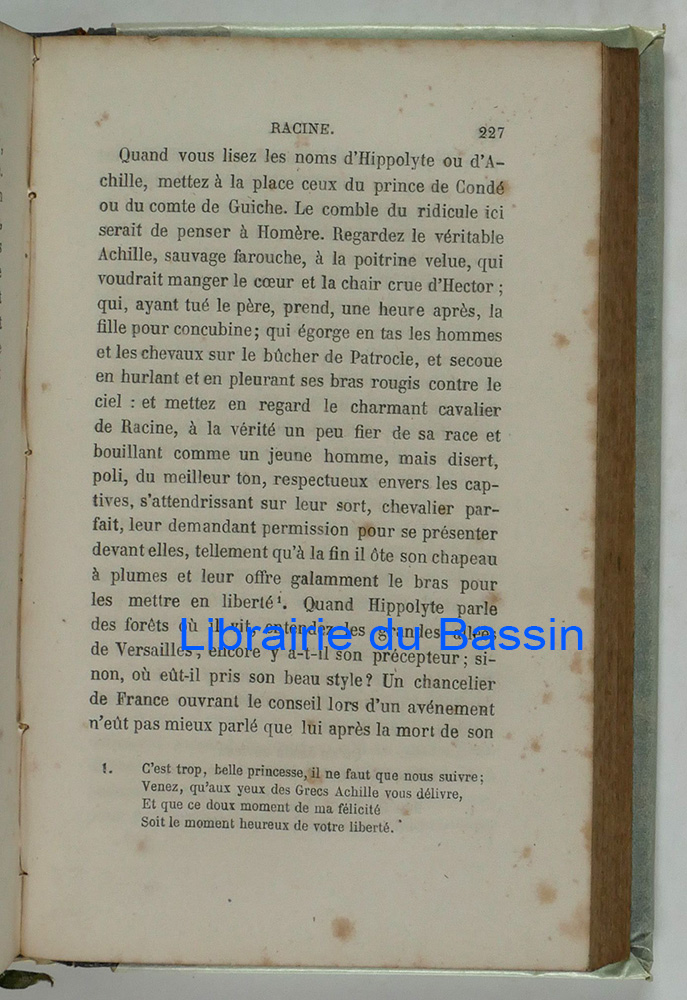 RACINE. 227
Quand vous lisez les noms d'Hippolyte ou d'A-
chille, mettez à la place ceux du prince de Condé
ou du comte de Guiche. Le comble du ridicule ici
serait de penser à Homère. Regardez le véritable
Achille, sauvage farouche, à la poitrine velue, qui
voudrait manger le cœur et la chair crue d'Hector ;
qui, ayant tué le père, prend, une heure après, la
fille pour concubine; qui égorge en tas les hommes
et les chevaux sur le bûcher de Patrocle, et secoue
en hurlant et en pleurant ses bras rougis contre le
ciel : et mettez en regard le charmant cavalier
de Racine, à la vérité un peu fier de sa race et
bouillant comme un jeune homme, mais disert,
poli, du meilleur ton, respectueux envers les cap-
tives, s'attendrissant sur leur sort, chevalier par-
fait, leur demandant permission pour se présenter
devant elles, tellement qu'à la fin il ôte son chapeau
à plumes et leur offre galamment le bras pour
les mettre en liberté¹. Quand Hippolyte parle
des forêts où il vit, entendez les grandes allées
Librairie du Bassin
de Versailles ; encore y a-t-il son précepteur ; si-
non, où eût-il pris son beau style? Un chancelier
de France ouvrant le conseil lors d'un avénement
n'eût pas mieux parlé que lui après la mort de son
1. C'est trop, belle princesse, il ne faut que nous suivre;
Venez, qu'aux yeux des Grecs Achille vous délivre,
Et que ce doux moment de ma félicité
Soit le moment heureux de votre liberté.